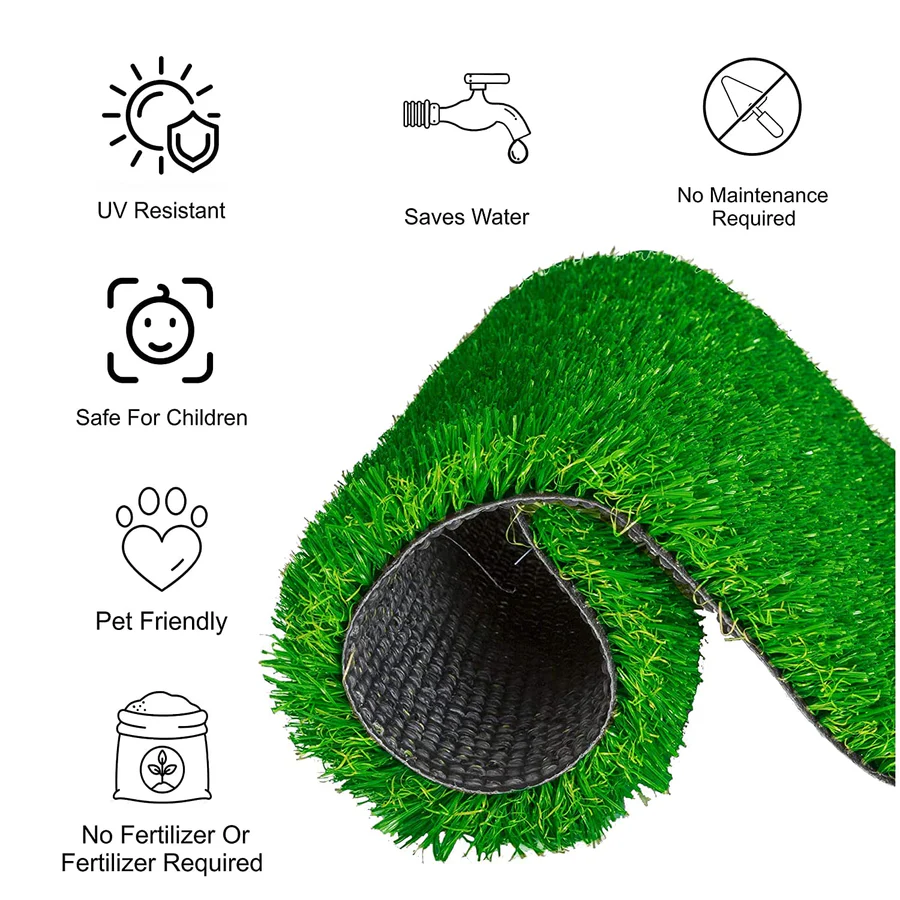 UV Resistant
Saves Water
No Maintenance
Required
Safe For Children
Pet Friendly
No Fertilizer Or
Fertilizer Required